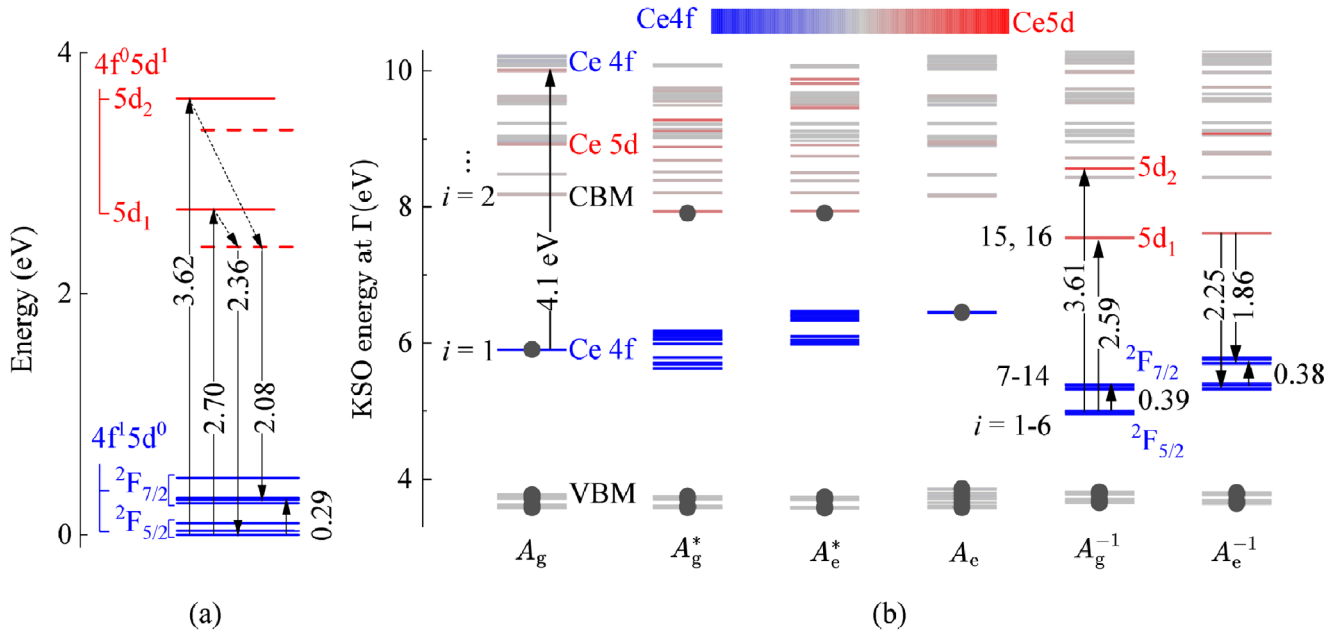 Ce4f Ce5d
4
2
0
Energy (eV)
4f⁰5d¹
5d₂
5d₁
4f¹5d⁰
²F₇/₂
²F₅/₂
3.62
2.70
2.36
2.08
0.29
(a)
10
8
6
4
KSO energy at Γ(eV)
Ce 4f
Ce 5d
⋮
i = 2
CBM
4.1 eV
i = 1
Ce 4f
VBM
15, 16
7-14
i = 1-6
5d₂
5d₁
3.61
2.59
²F₇/₂
0.39
²F₅/₂
2.25
1.86
0.38
A_g A_g^* A_e^* A_e A_g^{−1} A_e^{−1}
(b)